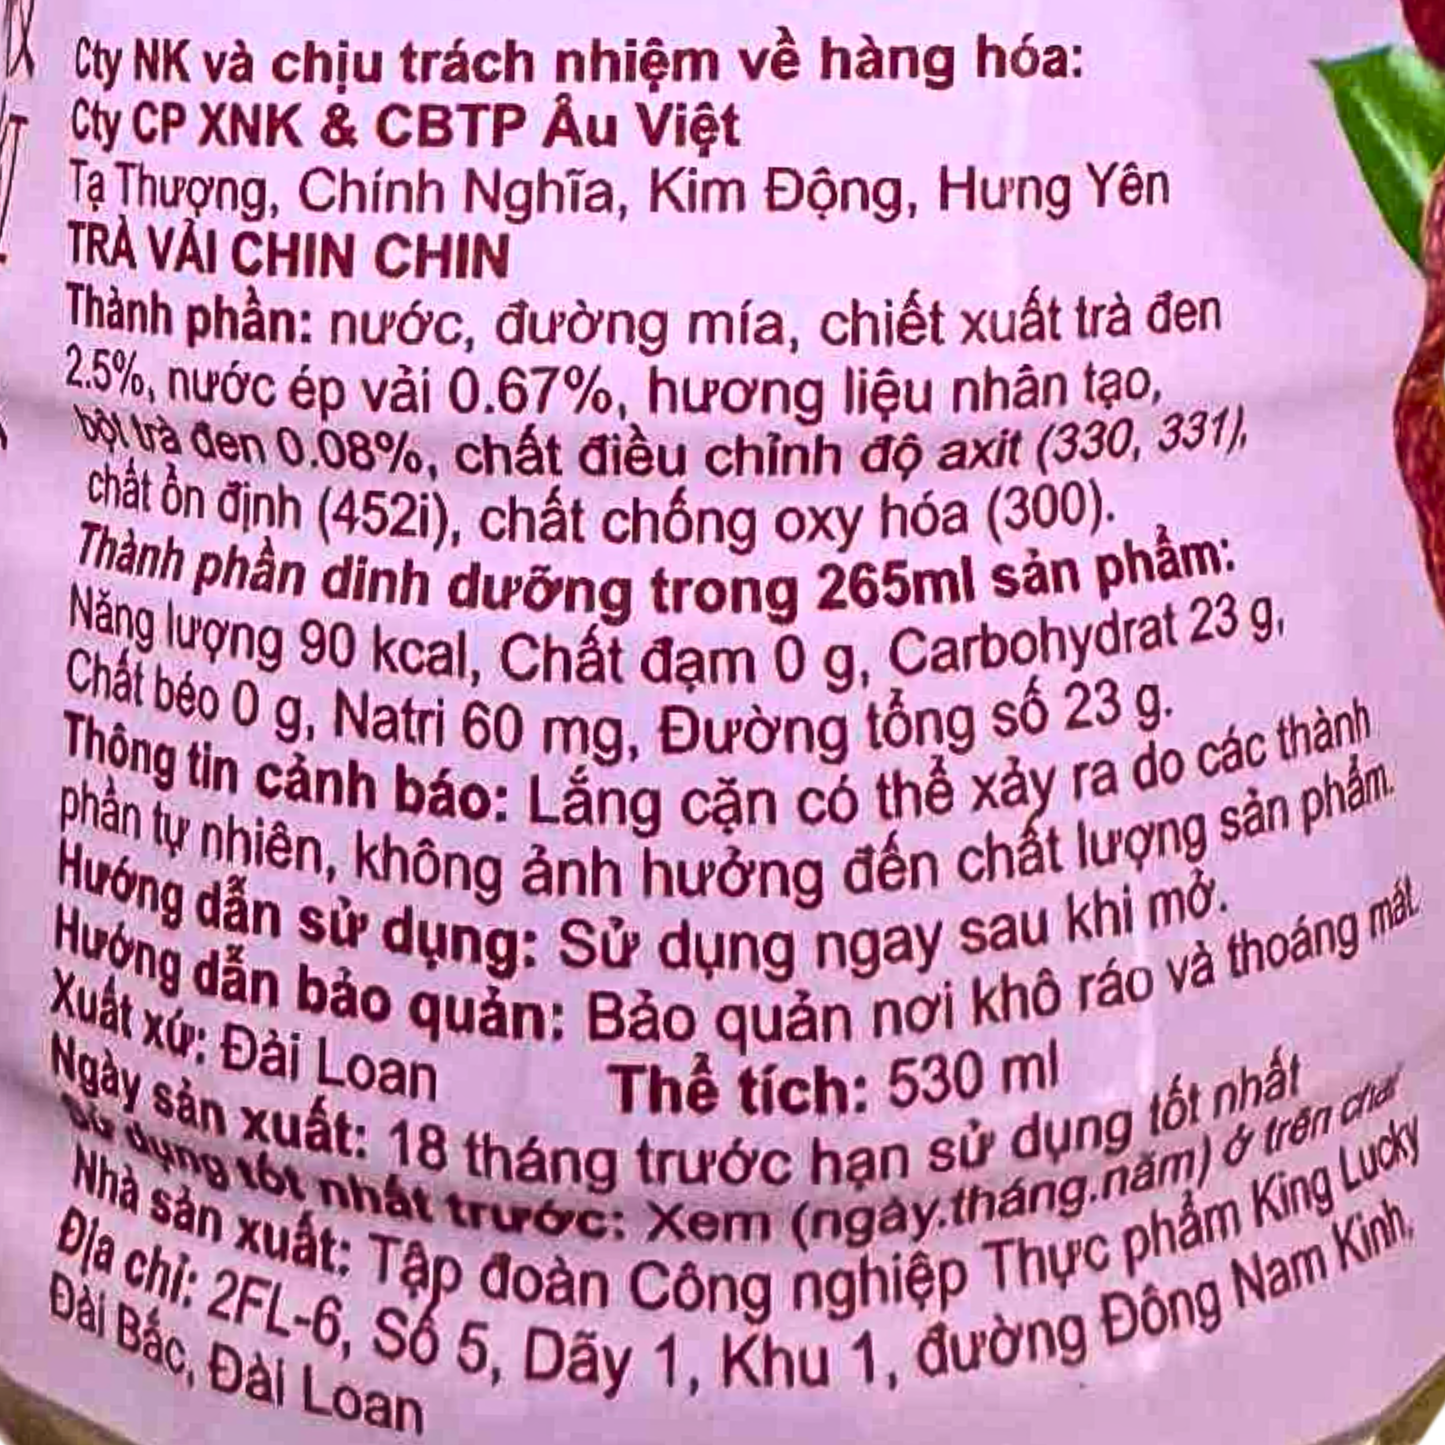 Cty NK và chịu trách nhiệm về hàng hóa:
Cty CP XNK & CBTP Âu Việt
Tạ Thượng, Chính Nghĩa, Kim Động, Hưng Yên
TRÀ VẢI CHIN CHIN
Thành phần: nước, đường mía, chiết xuất trà đen
2.5%, nước ép vải 0.67%, hương liệu nhân tạo,
bột trà đen 0.08%, chất điều chỉnh độ axit (330, 331),
chất ổn định (452i), chất chống oxy hóa (300).
Thành phần dinh dưỡng trong 265ml sản phẩm:
Năng lượng 90 kcal, Chất đạm 0 g, Carbohydrat 23 g,
Chất béo 0 g, Natri 60 mg, Đường tổng số 23 g.
Thông tin cảnh báo: Lắng cặn có thể xảy ra do các thành
phần tự nhiên, không ảnh hưởng đến chất lượng sản phẩm.
Hướng dẫn sử dụng: Sử dụng ngay sau khi mở.
Hướng dẫn bảo quản: Bảo quản nơi khô ráo và thoáng mát.
Xuất xứ: Đài Loan Thể tích: 530 ml
Ngày sản xuất: 18 tháng trước hạn sử dụng tốt nhất
Sử dụng tốt nhất trước: Xem (ngày.tháng.năm) ở trên chai
Nhà sản xuất: Tập đoàn Công nghiệp Thực phẩm King Lucky
Địa chỉ: 2FL-6, Số 5, Dãy 1, Khu 1, đường Đông Nam Kinh,
Đài Bắc, Đài Loan